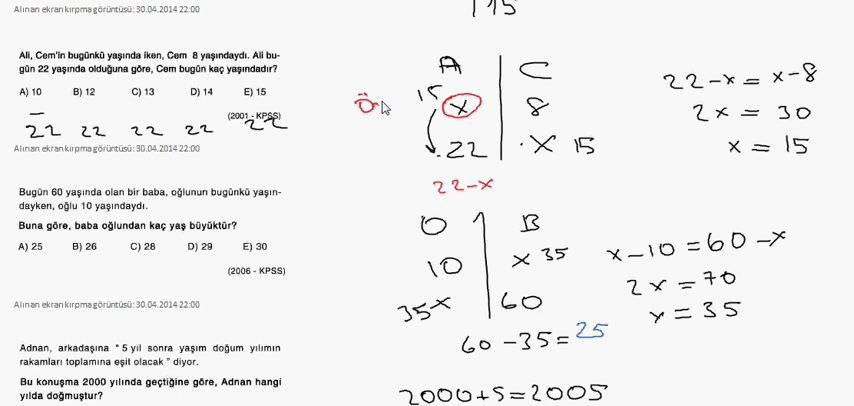 Alınan ekran kırpma görüntüsü: 30.04.2014 22:00
Ali, Cem'in bugünkü yaşında iken, Cem 8 yaşındaydı. Ali bu-
gün 22 yaşında olduğuna göre, Cem bugün kaç yaşındadır?
A) 10 B) 12 C) 13 D) 14 E) 15
(2001 - KPSS)
22 22 22 22 22
Alınan ekran kırpma görüntüsü: 30.04.2014 22:00
Bugün 60 yaşında olan bir baba, oğlunun bugünkü yaşın-
dayken, oğlu 10 yaşındaydı.
Buna göre, baba oğlundan kaç yaş büyüktür?
A) 25 B) 26 C) 28 D) 29 E) 30
(2006 - KPSS)
Alınan ekran kırpma görüntüsü: 30.04.2014 22:00
Adnan, arkadaşına " 5 yıl sonra yaşım doğum yılımın
rakamları toplamına eşit olacak " diyor.
Bu konuşma 2000 yılında geçtiğine göre, Adnan hangi
yılda doğmuştur?
A C
15 x 8
22 x 15
22-x
22-x = x-8
2x = 30
x = 15
O B
10 x 35
35 x 60
x-10 = 60-x
2x = 70
x = 35
60 - 35 = 25
2000+5=2005